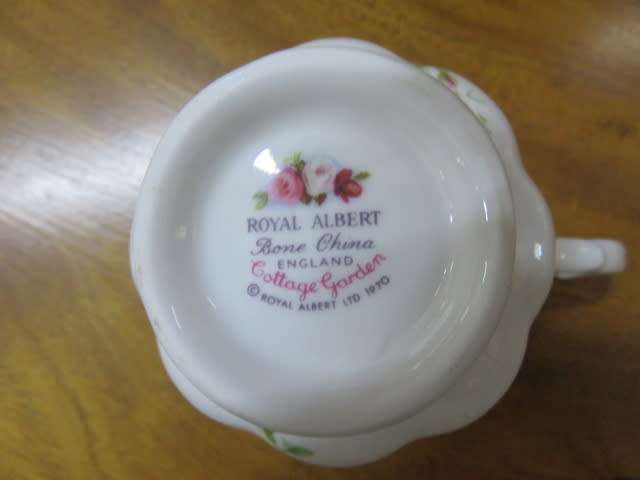 ROYAL ALBERT
Bone China
ENGLAND
Cottage Garden
© ROYAL ALBERT LTD 1970